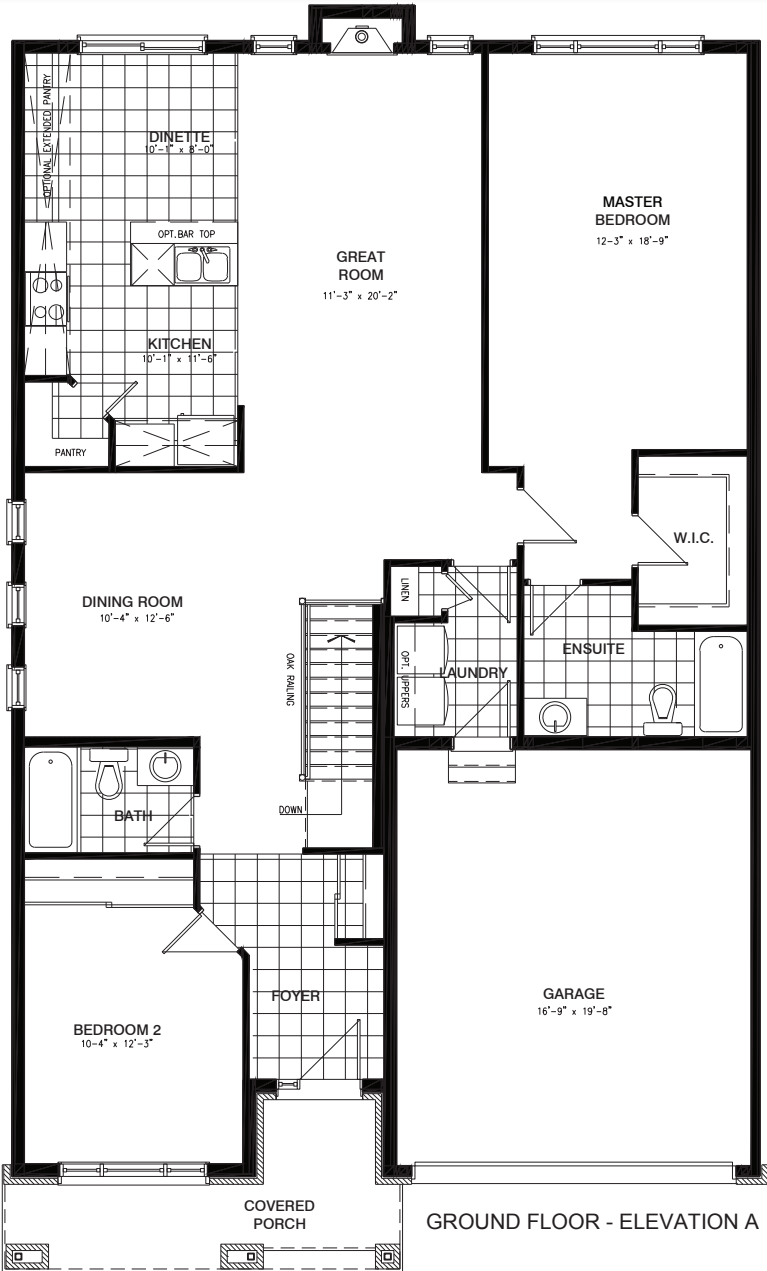 OPTIONAL EXTENDED PANTRY
DINETTE
10'-1" x 8'-0"
OPT.BAR TOP
KITCHEN
10'-1" x 11'-6"
PANTRY
GREAT
ROOM
11'-3" x 20'-2"
MASTER
BEDROOM
12-3" x 18'-9"
W.I.C.
DINING ROOM
10'-4" x 12'-6"
OAK RAILING
LINEN
OPT. UPPERS
LAUNDRY
ENSUITE
DOWN
BATH
FOYER
BEDROOM 2
10-4" x 12'-3"
GARAGE
16'-9" x 19'-8"
COVERED
PORCH
GROUND FLOOR - ELEVATION A